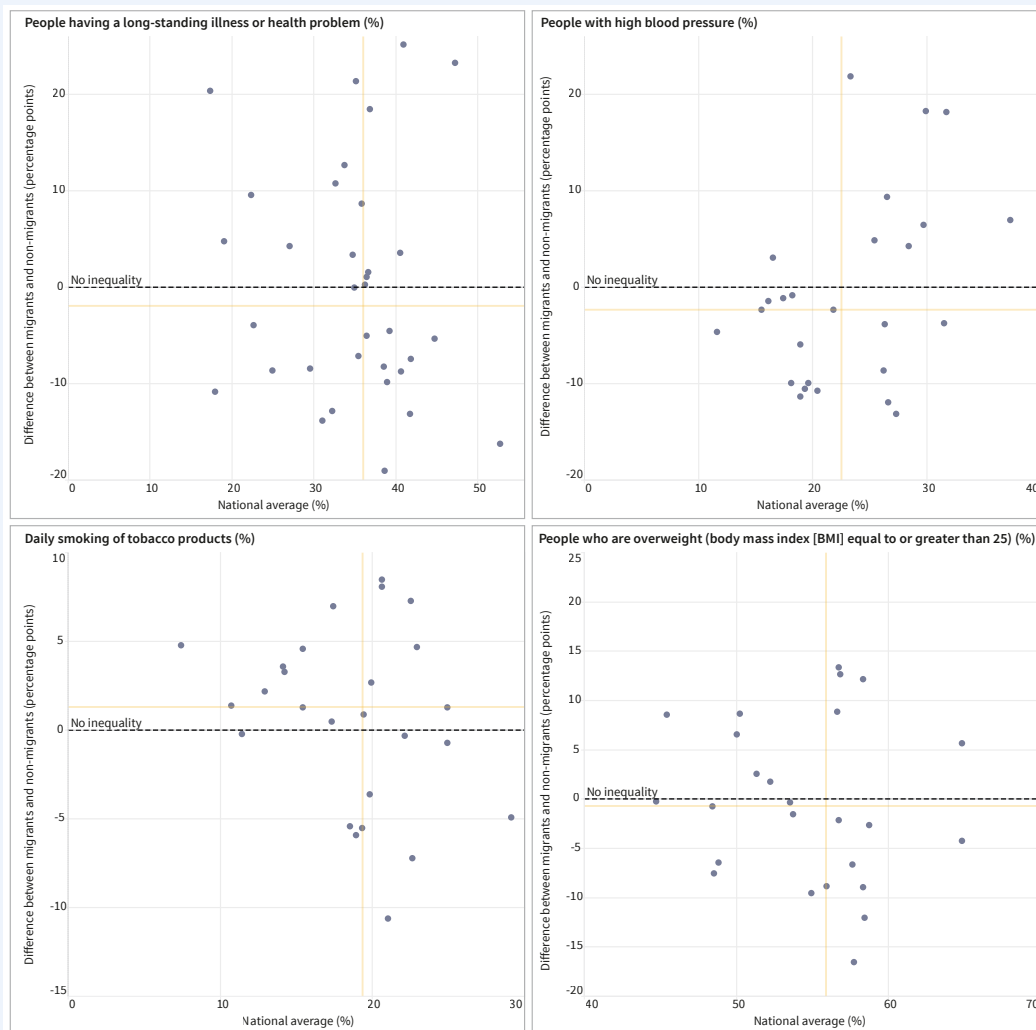 People having a long-standing illness or health problem (%)
Difference between migrants and non-migrants (percentage points)
20
10
0
-10
-20
No inequality
0
10
20
30
40
50
National average (%)
People with high blood pressure (%)
Difference between migrants and non-migrants (percentage points)
20
10
0
-10
-20
No inequality
0
10
20
30
40
National average (%)
Daily smoking of tobacco products (%)
Difference between migrants and non-migrants (percentage points)
10
5
0
-5
-10
-15
No inequality
0
10
20
30
National average (%)
People who are overweight (body mass index [BMI] equal to or greater than 25) (%)
Difference between migrants and non-migrants (percentage points)
25
20
15
10
5
0
-5
-10
-15
-20
No inequality
40
50
60
70
National average (%)